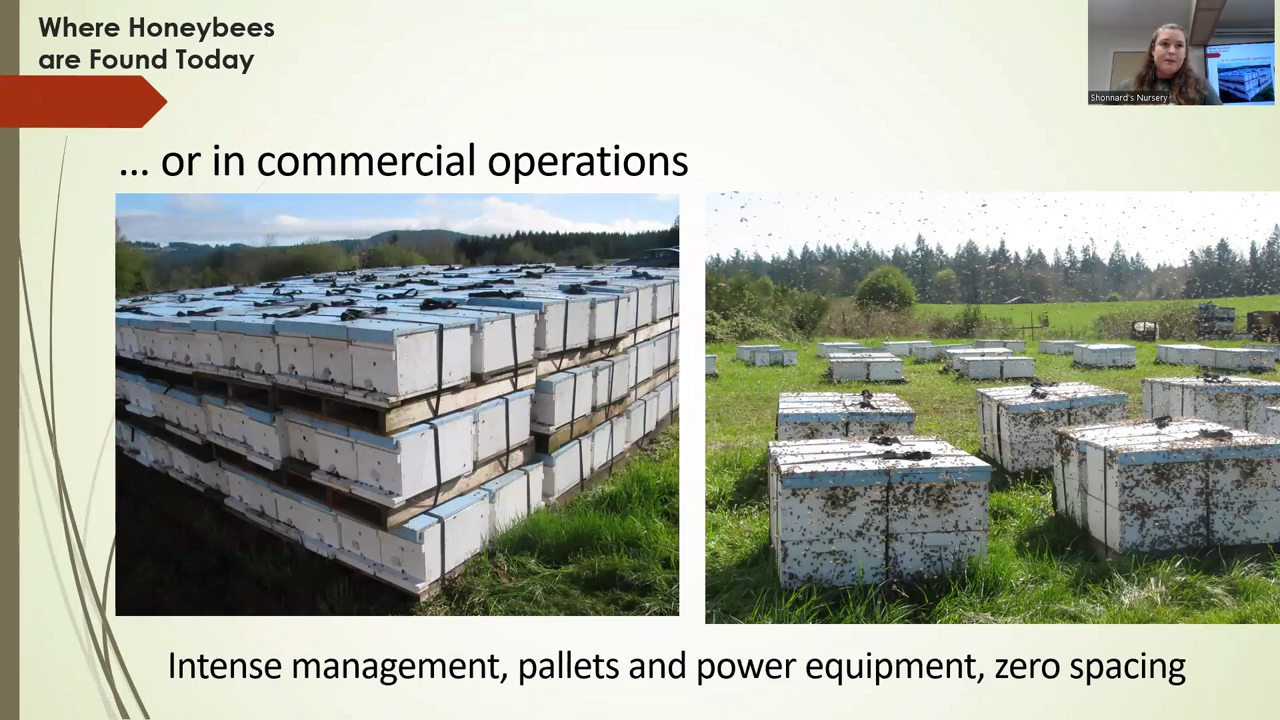 Where Honeybees
are Found Today
Shonnard's Nursery
... or in commercial operations
Intense management, pallets and power equipment, zero spacing